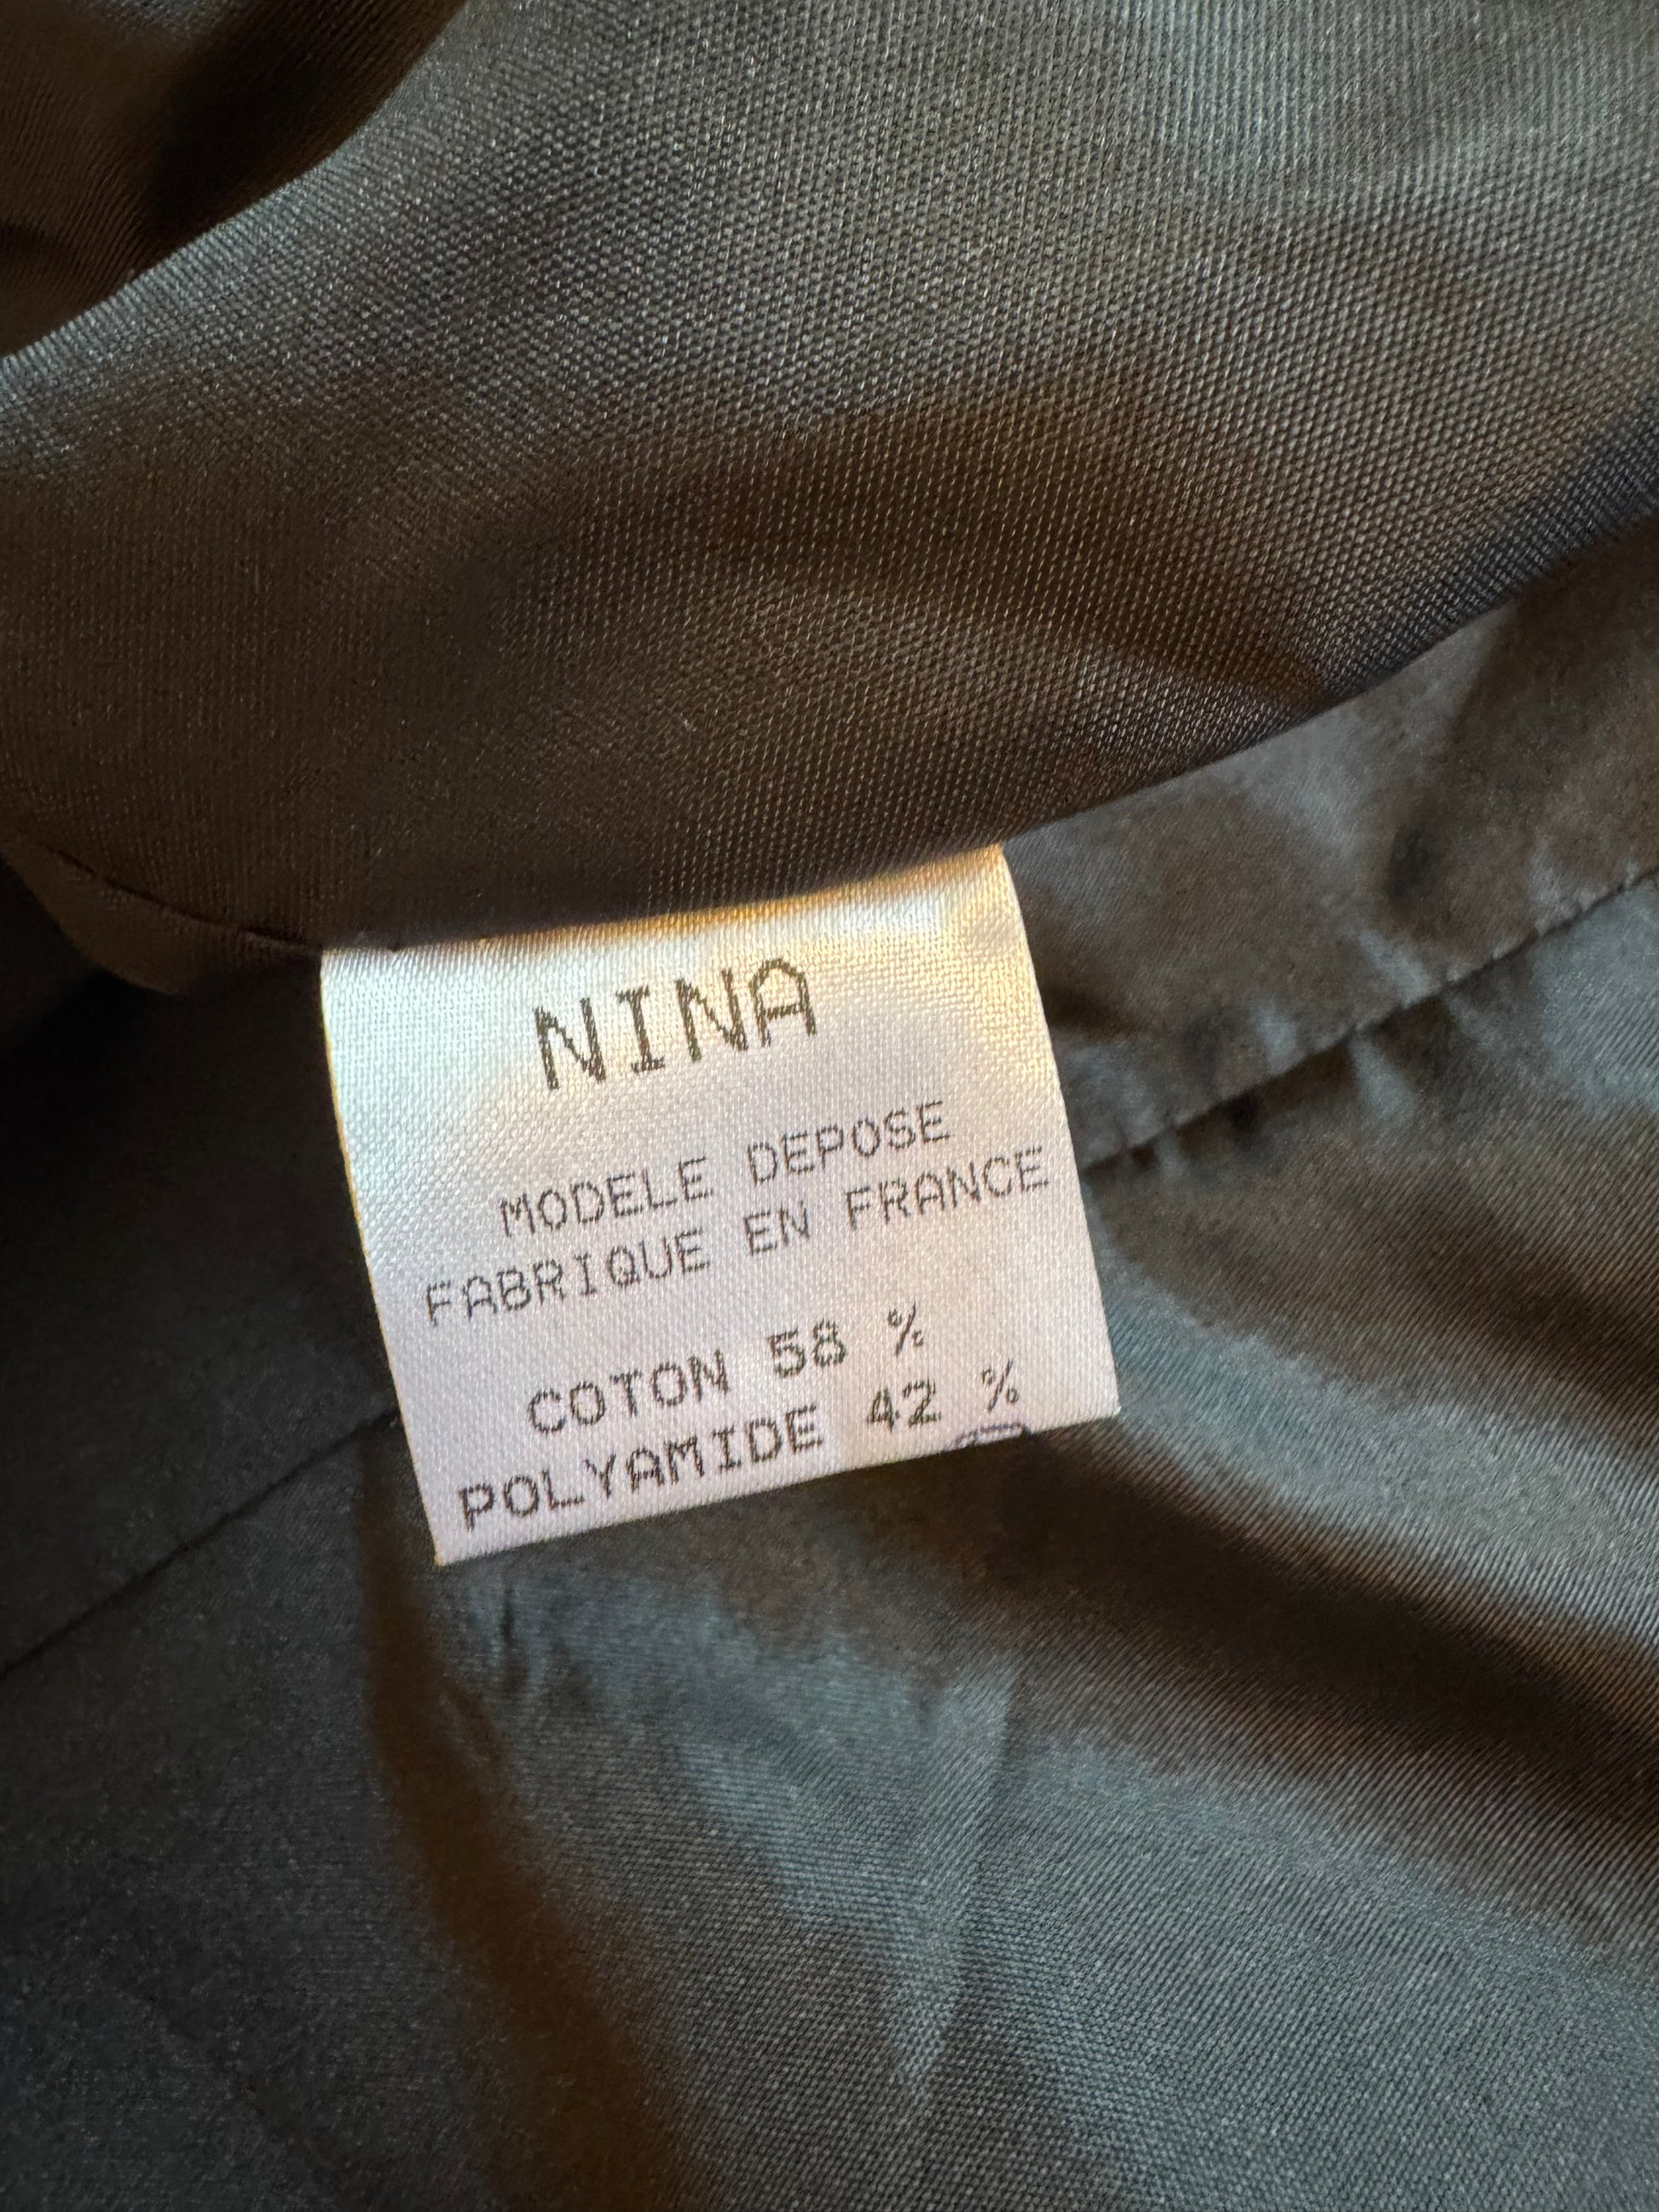 NINA
MODELE DEPOSE
FABRIQUE EN FRANCE
COTON 58 %
POLYAMIDE 42 %